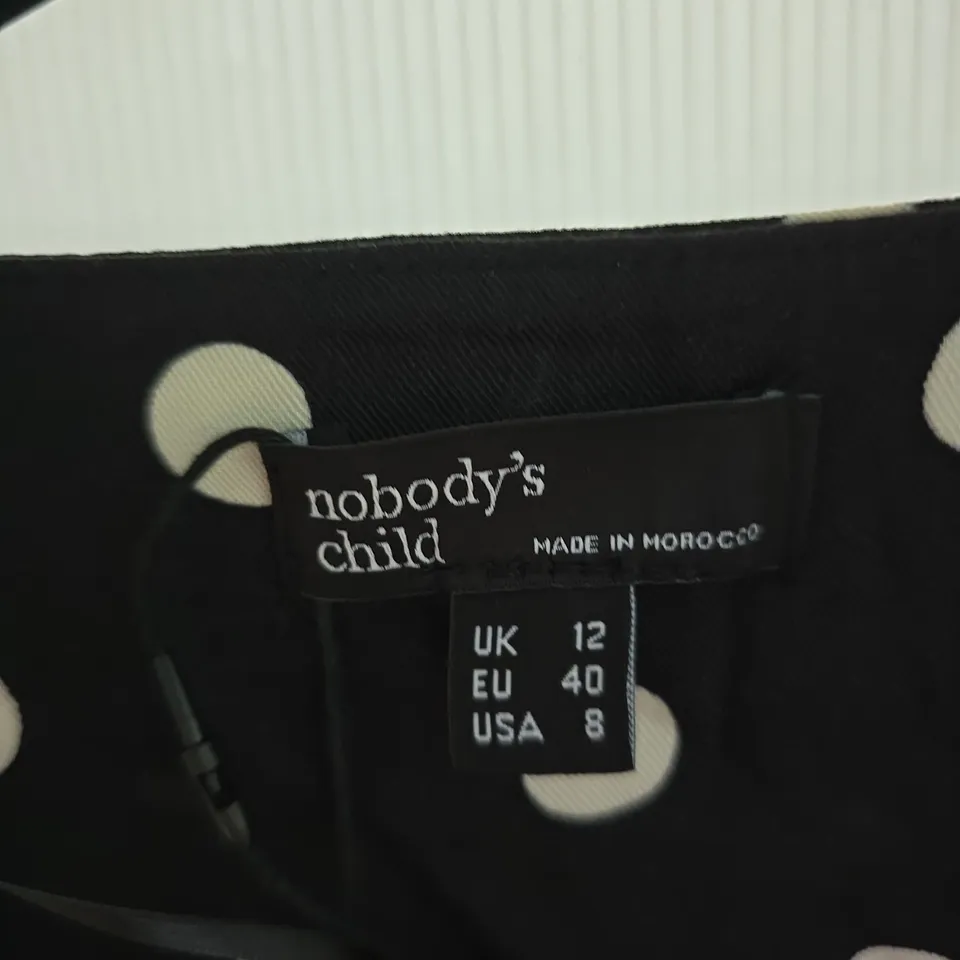 nobody's
child
MADE IN MOROCCO
UK 12
EU 40
USA 8